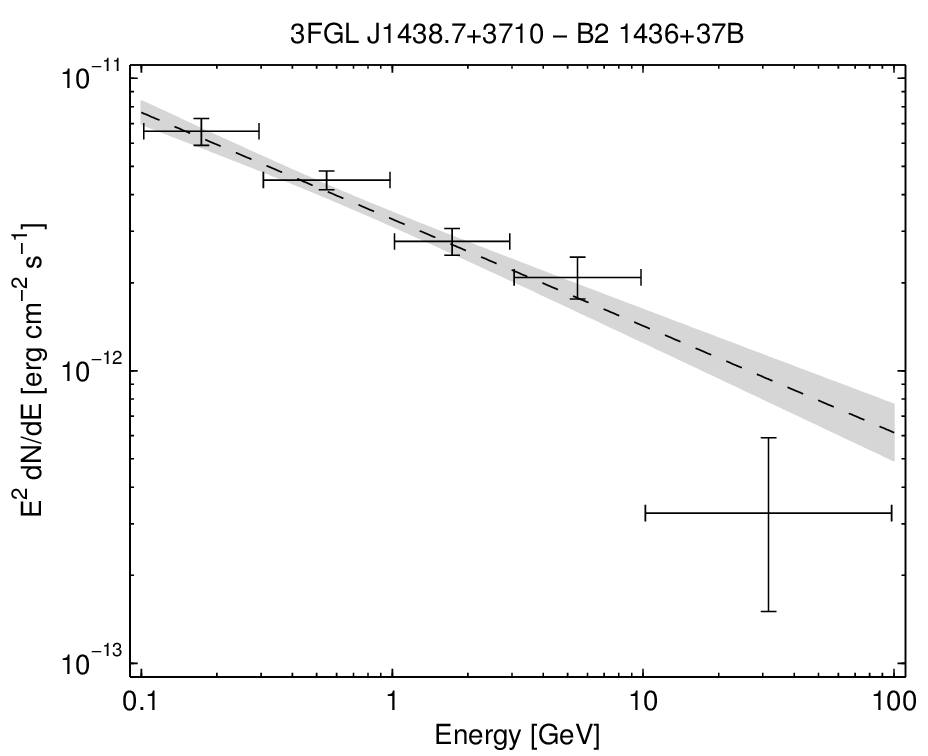 3FGL J1438.7+3710 − B2 1436+37B
10⁻¹¹
10⁻¹²
10⁻¹³
E² dN/dE [erg cm⁻² s⁻¹]
0.1 1 10 100
Energy [GeV]